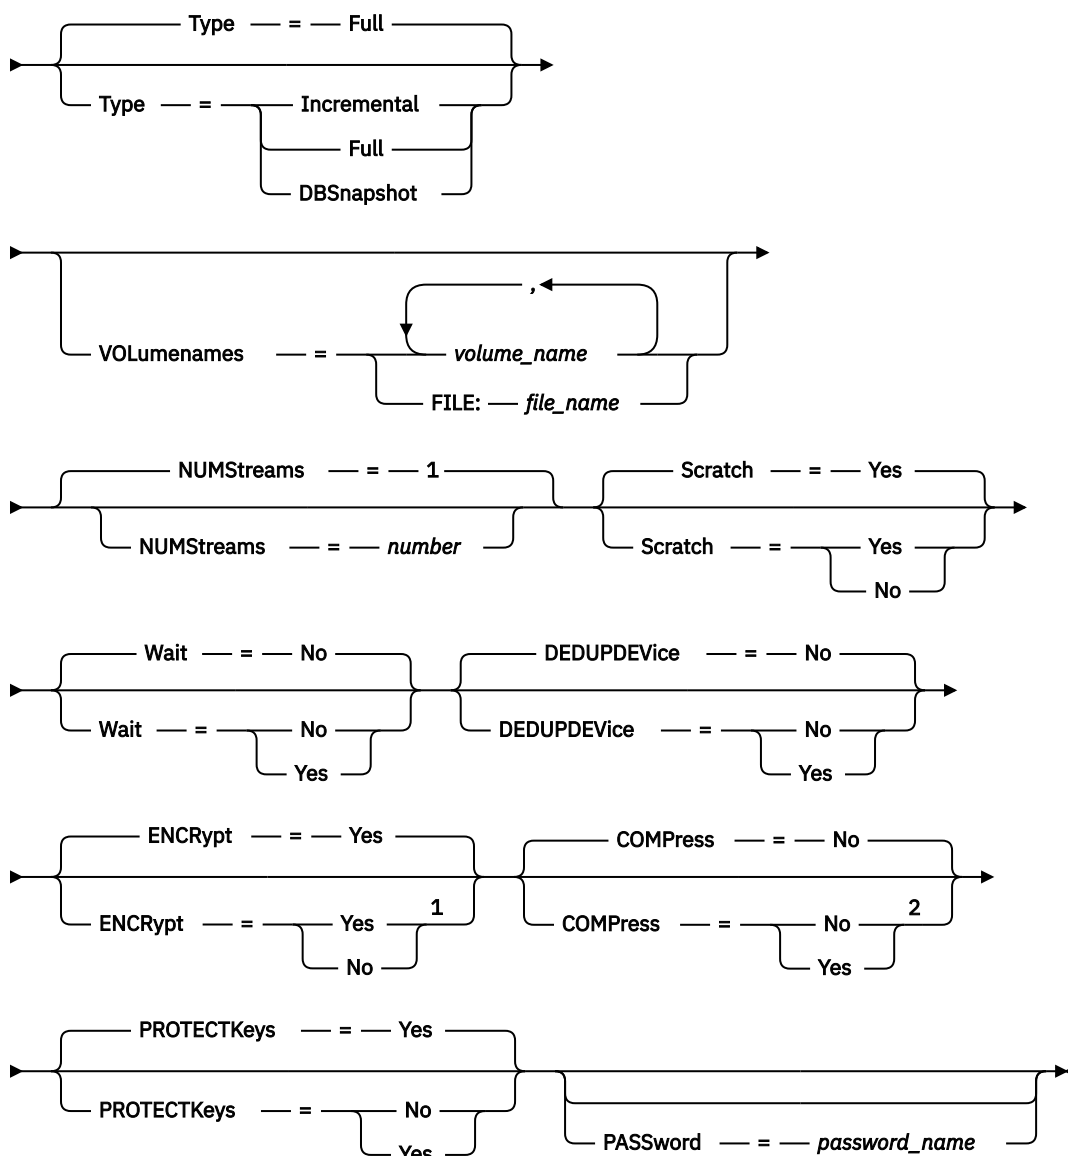 Type = Full
Type = Incremental
Full
DBSnapshot
,
VOLumenames = volume_name
FILE: file_name
NUMStreams = 1 Scratch = Yes
NUMStreams = number Scratch = Yes
No
Wait = No DEDUPDEVice = No
Wait = No DEDUPDEVice = No
Yes Yes
ENCRypt = Yes COMPress = No
ENCRypt = Yes 1 COMPress = No 2
No Yes
PROTECTKeys = Yes
PROTECTKeys = No
Yes PASSword = password_name